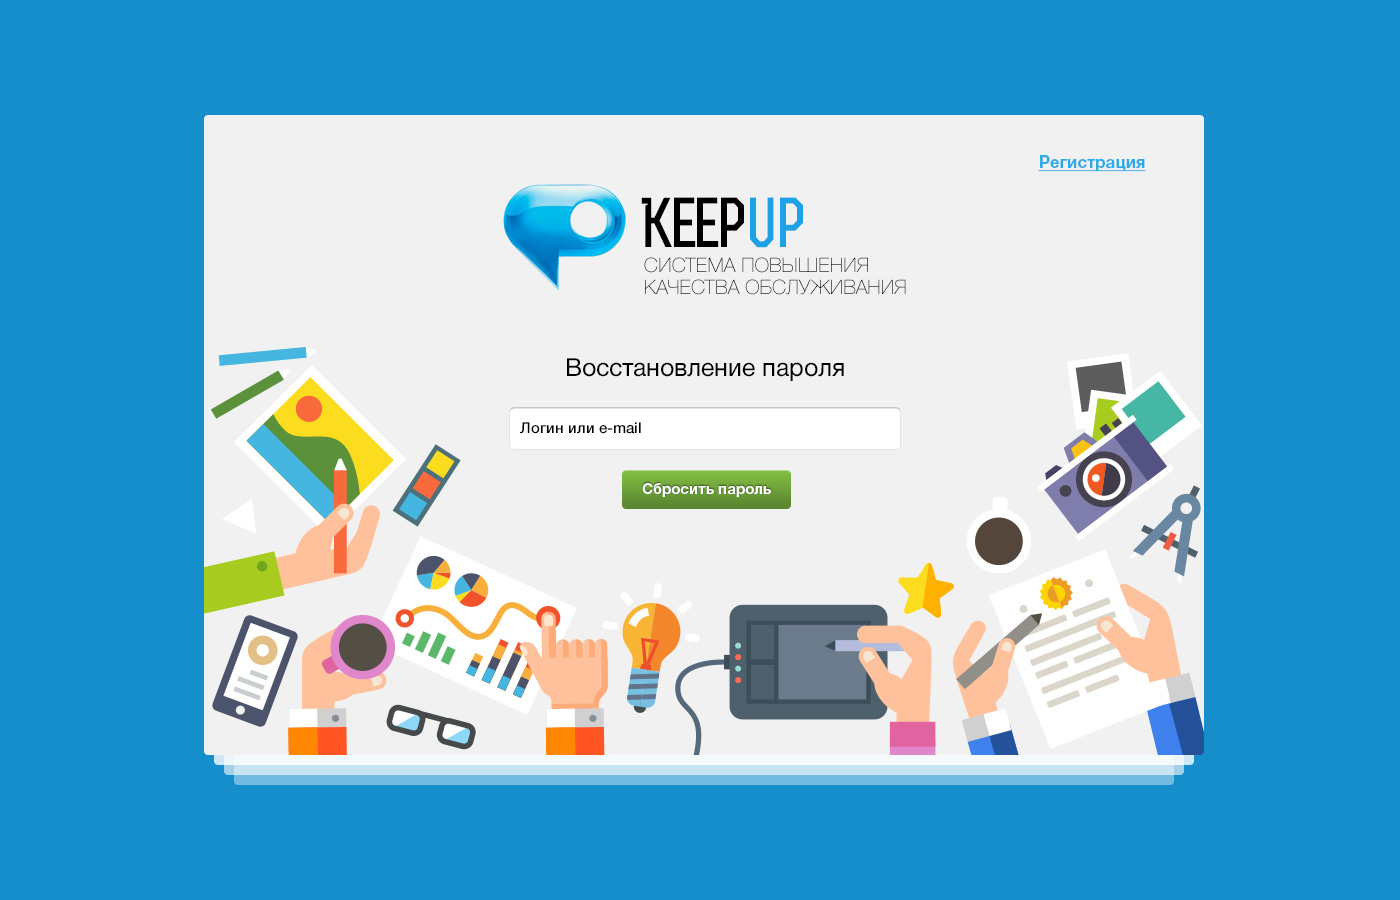 Регистрация
KEEPUP
СИСТЕМА ПОВЫШЕНИЯ
КАЧЕСТВА ОБСЛУЖИВАНИЯ
Восстановление пароля
Логин или e-mail
Сбросить пароль